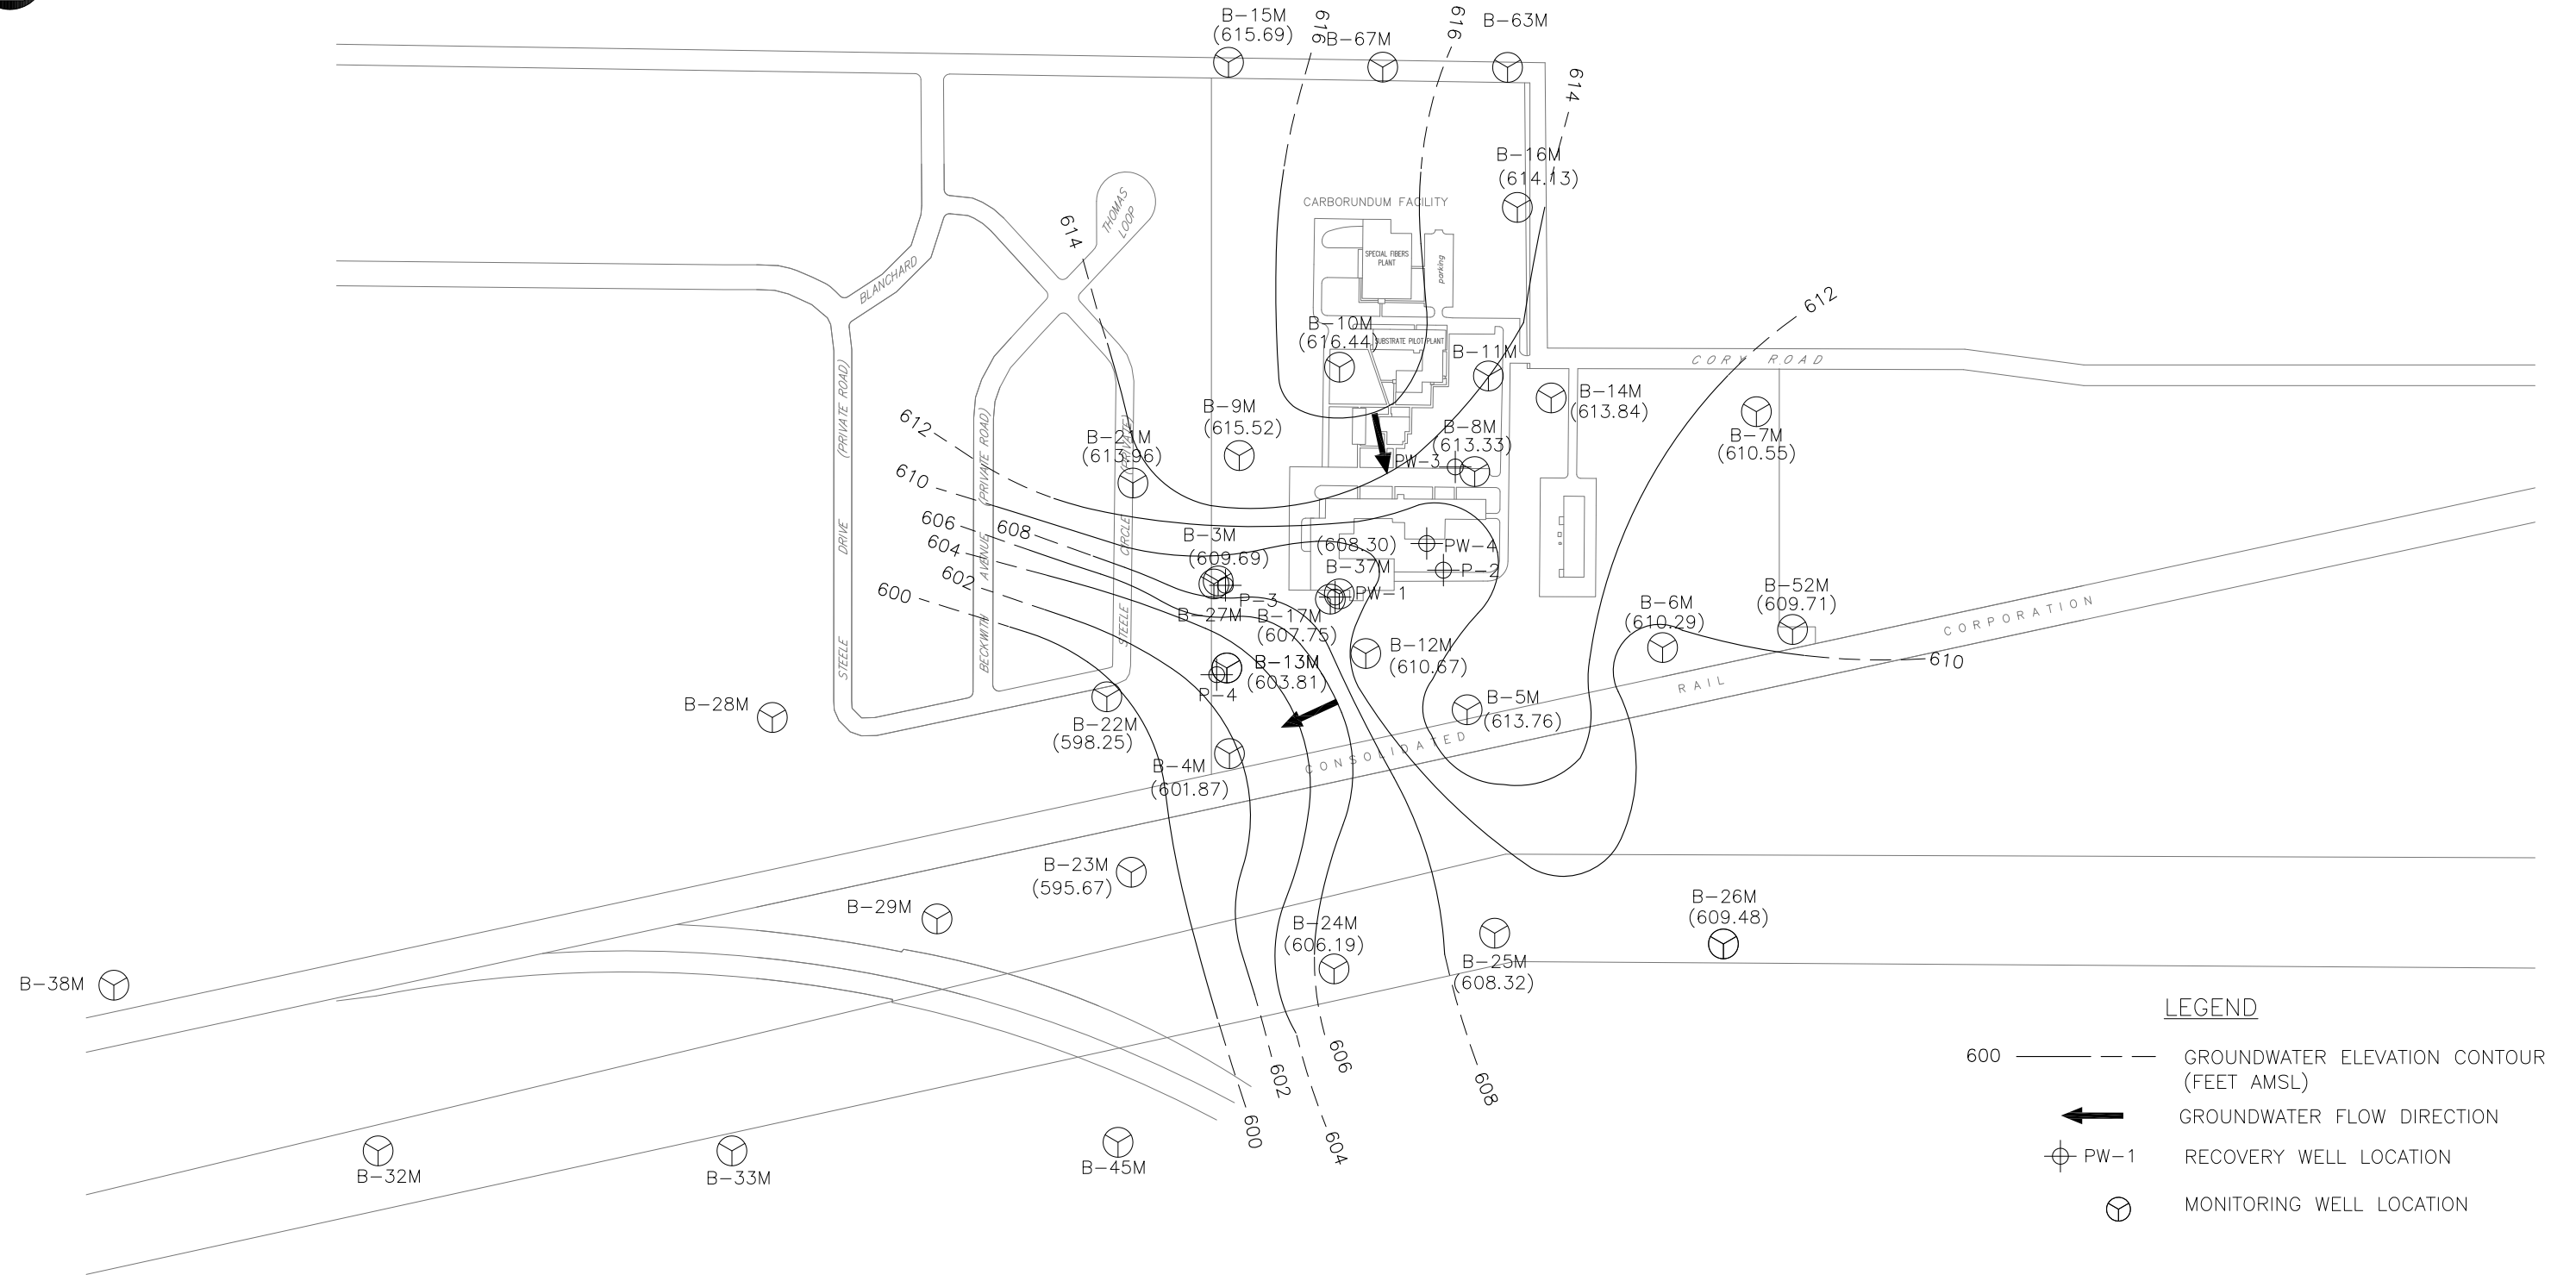 B-15M
(615.69)
616
B-67M
616
B-63M
614
B-16M
(614.13)
CARBORUNDUM FACILITY
THOMAS
LOOP
614
SPECIAL FIBERS
PLANT
parking
BLANCHARD
612
B-10M
(616.44)
SUBSTRATE PILOT PLANT
B-11M
CORY ROAD
B-14M
(613.84)
B-9M
(615.52)
612
B-21M
(613.96)
B-8M
(613.33)
B-7M
(610.55)
PW-3
610
606
608
604
602
600
STEELE DRIVE (PRIVATE ROAD)
BECKWITH AVENUE (PRIVATE ROAD)
STEELE CIRCLE (PRIVATE)
B-3M
(609.69)
(608.30)
B-37M
PW-4
P-2
PW-1
P-3
B-27M
B-17M
(607.75)
B-52M
(609.71)
B-6M
(610.29)
610
B-12M
(610.67)
B-13M
(603.81)
P-4
B-5M
(613.76)
CONSOLIDATED RAIL CORPORATION
B-28M
B-22M
(598.25)
B-4M
(601.87)
B-23M
(595.67)
B-29M
B-24M
(606.19)
B-26M
(609.48)
B-25M
(608.32)
B-38M
606
602
608
600
604
B-32M
B-33M
B-45M
LEGEND
600 GROUNDWATER ELEVATION CONTOUR
(FEET AMSL)
GROUNDWATER FLOW DIRECTION
PW-1 RECOVERY WELL LOCATION
MONITORING WELL LOCATION